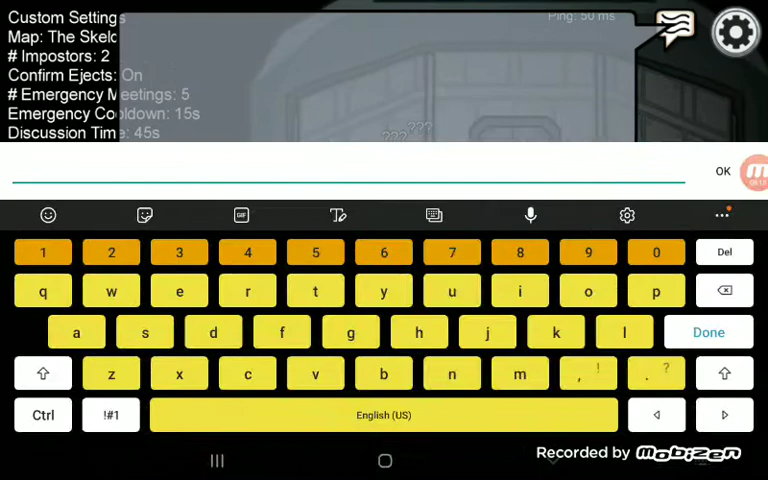 Custom Settings
Ping: 50 ms
Map: The Skeld
# Impostors: 2
Confirm Ejects: On
# Emergency Meetings: 5
Emergency Cooldown: 15s
Discussion Time: 45s
??? ???
OK
GIF
1 2 3 4 5 6 7 8 9 0 Del
q w e r t y u i o p
a s d f g h j k l Done
z x c v b n m , ! . ?
Ctrl !#1 English (US)
Recorded by Mobizen